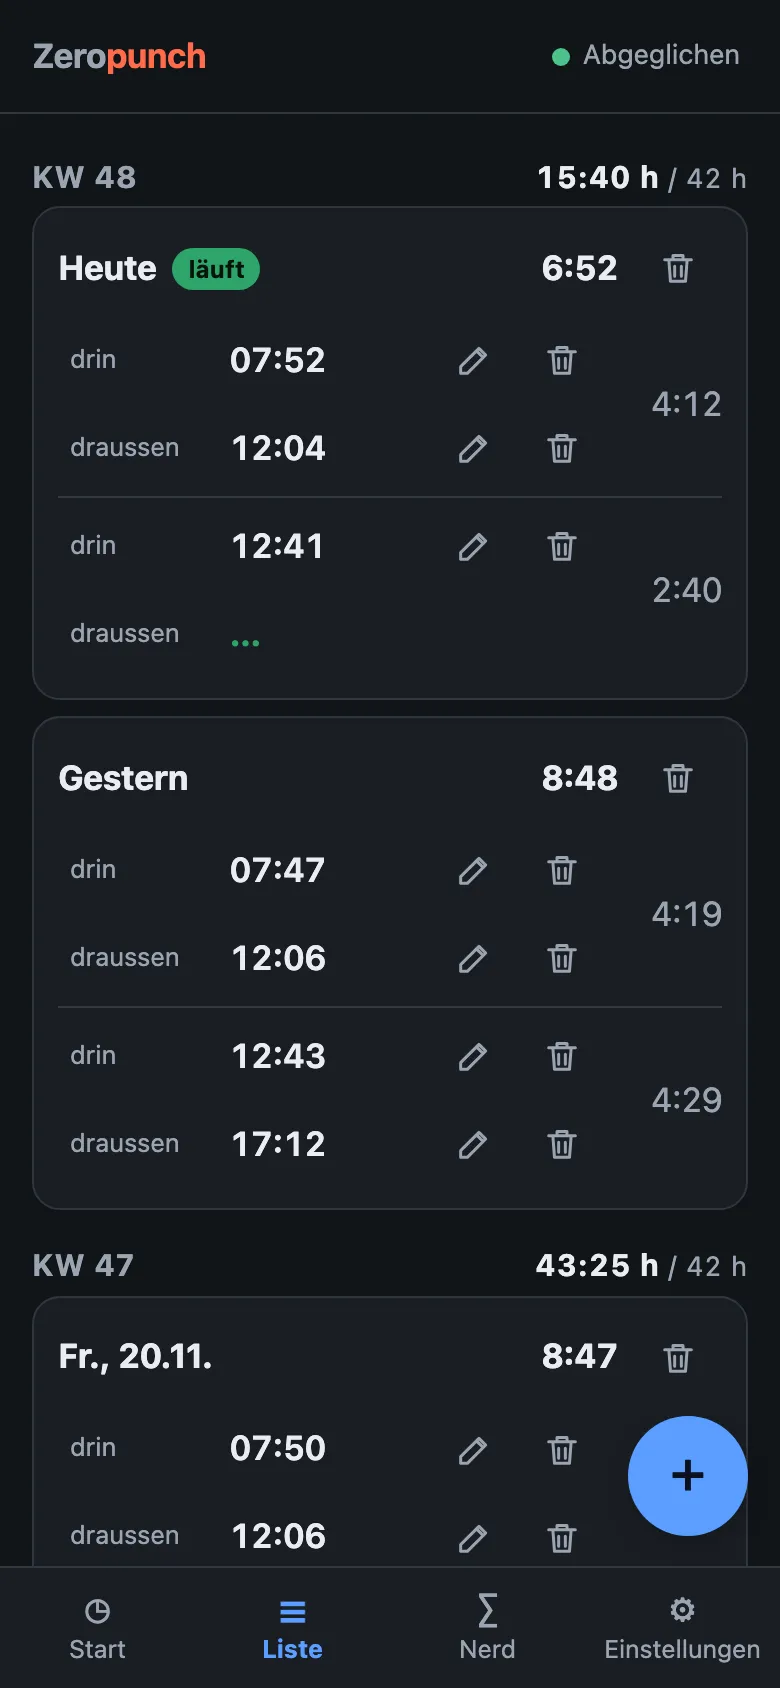 Zeropunch
Abgeglichen
KW 48
15:40 h / 42 h
Heute läuft 6:52
drin 07:52
4:12
draussen 12:04
drin 12:41
2:40
draussen ...
Gestern 8:48
drin 07:47
4:19
draussen 12:06
drin 12:43
4:29
draussen 17:12
KW 47
43:25 h / 42 h
Fr., 20.11. 8:47
drin 07:50
+
draussen 12:06
Start
Liste
Nerd
Einstellungen